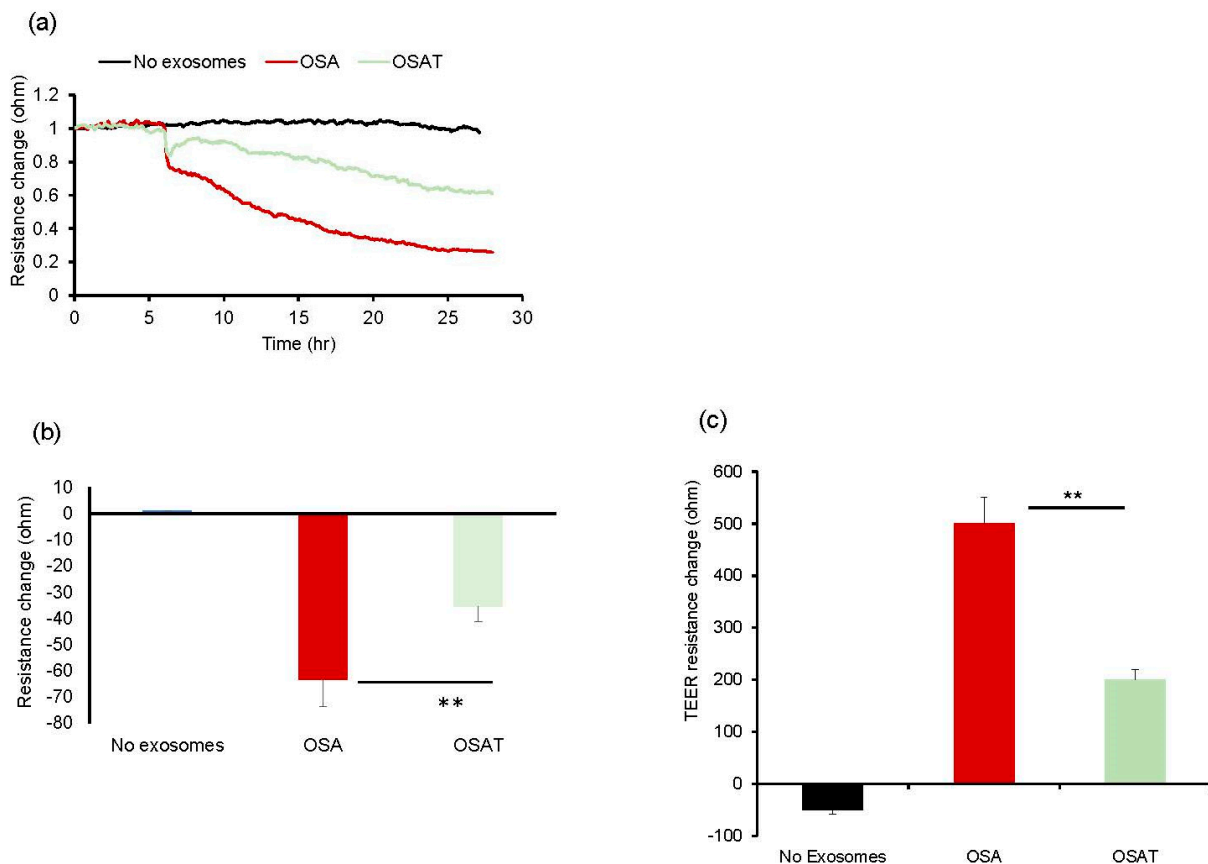 (a)
No exosomes OSA OSAT
Resistance change (ohm)
1.2
1
0.8
0.6
0.4
0.2
0
0 5 10 15 20 25 30
Time (hr)
(b)
Resistance change (ohm)
10
0
-10
-20
-30
-40
-50
-60
-70
-80
**
No exosomes OSA OSAT
(c)
TEER resistance change (ohm)
600
500
400
300
200
100
0
-100
**
No Exosomes OSA OSAT